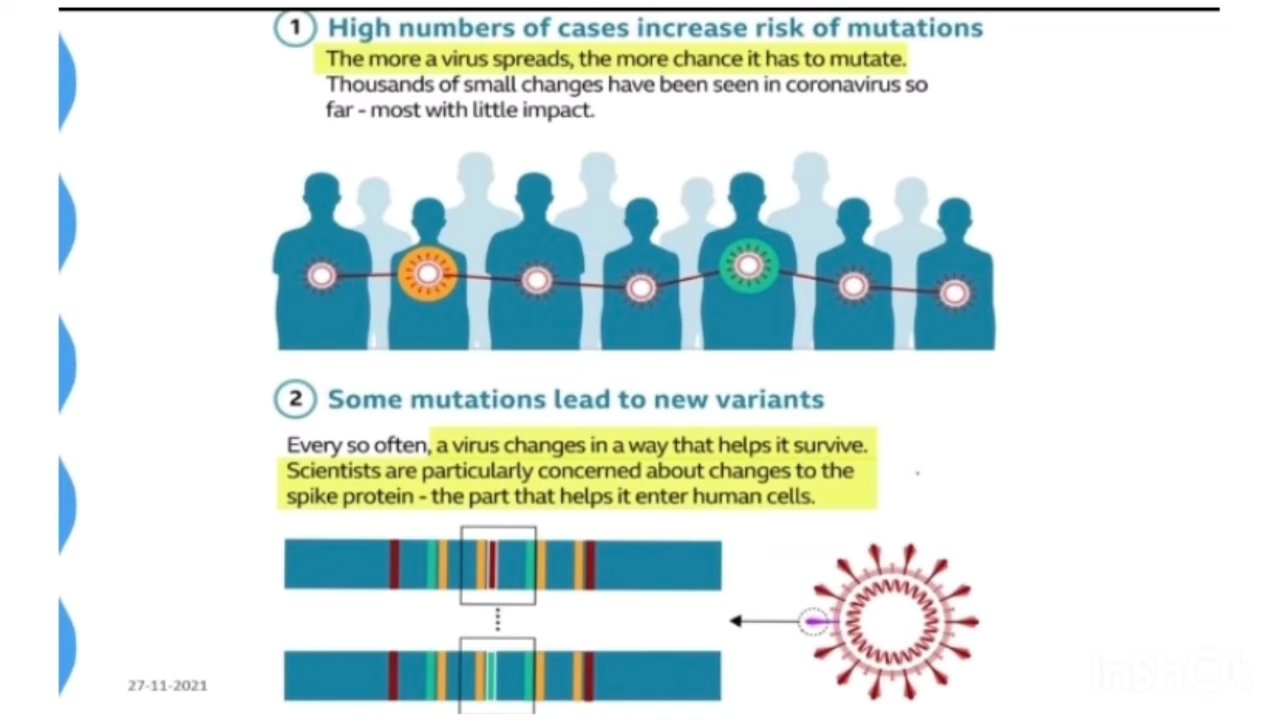 1 High numbers of cases increase risk of mutations
The more a virus spreads, the more chance it has to mutate.
Thousands of small changes have been seen in coronavirus so
far - most with little impact.
2 Some mutations lead to new variants
Every so often, a virus changes in a way that helps it survive.
Scientists are particularly concerned about changes to the
spike protein - the part that helps it enter human cells.
27-11-2021
InShOt